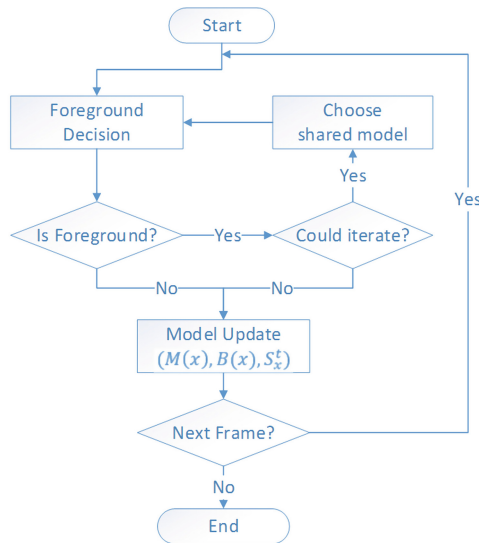 Start
Foreground
Decision
Choose
shared model
Yes
Yes
Is Foreground?
Yes
Could iterate?
No
No
Model Update
(M(x), B(x), S_x^t)
Next Frame?
No
End